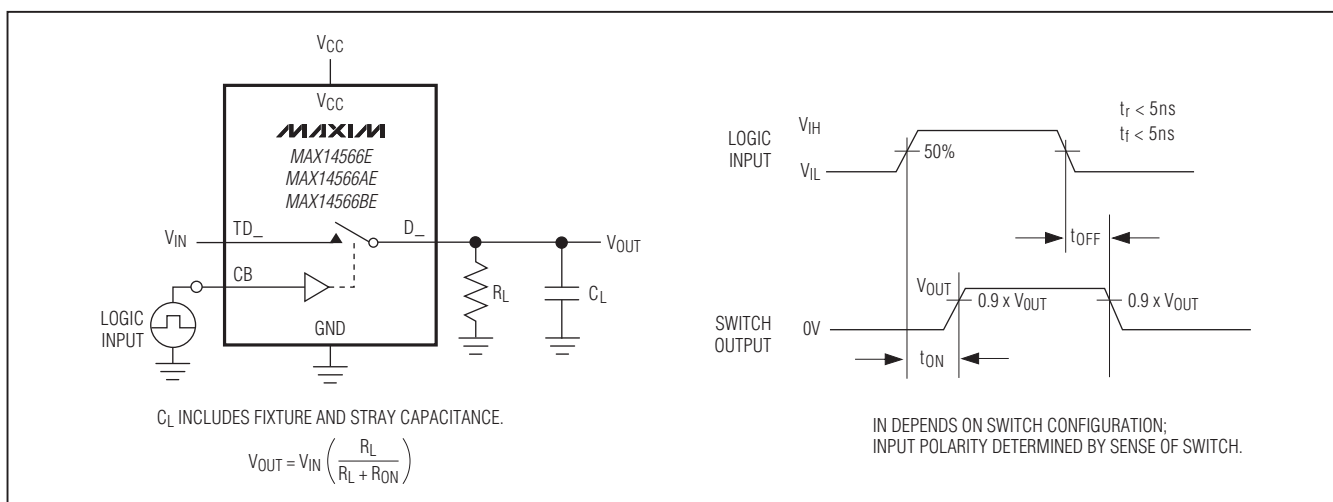 VCC
VCC
MAXIM
MAX14566E
MAX14566AE
MAX14566BE
VIN
TD_
D_
VOUT
CB
RL
CL
LOGIC
INPUT
GND
CL INCLUDES FIXTURE AND STRAY CAPACITANCE.
VOUT = VIN ( RL / RL + RON )
LOGIC
INPUT
VIH
VIL
50%
tr < 5ns
tf < 5ns
tOFF
VOUT
0.9 x VOUT
0.9 x VOUT
SWITCH
OUTPUT
0V
tON
IN DEPENDS ON SWITCH CONFIGURATION;
INPUT POLARITY DETERMINED BY SENSE OF SWITCH.